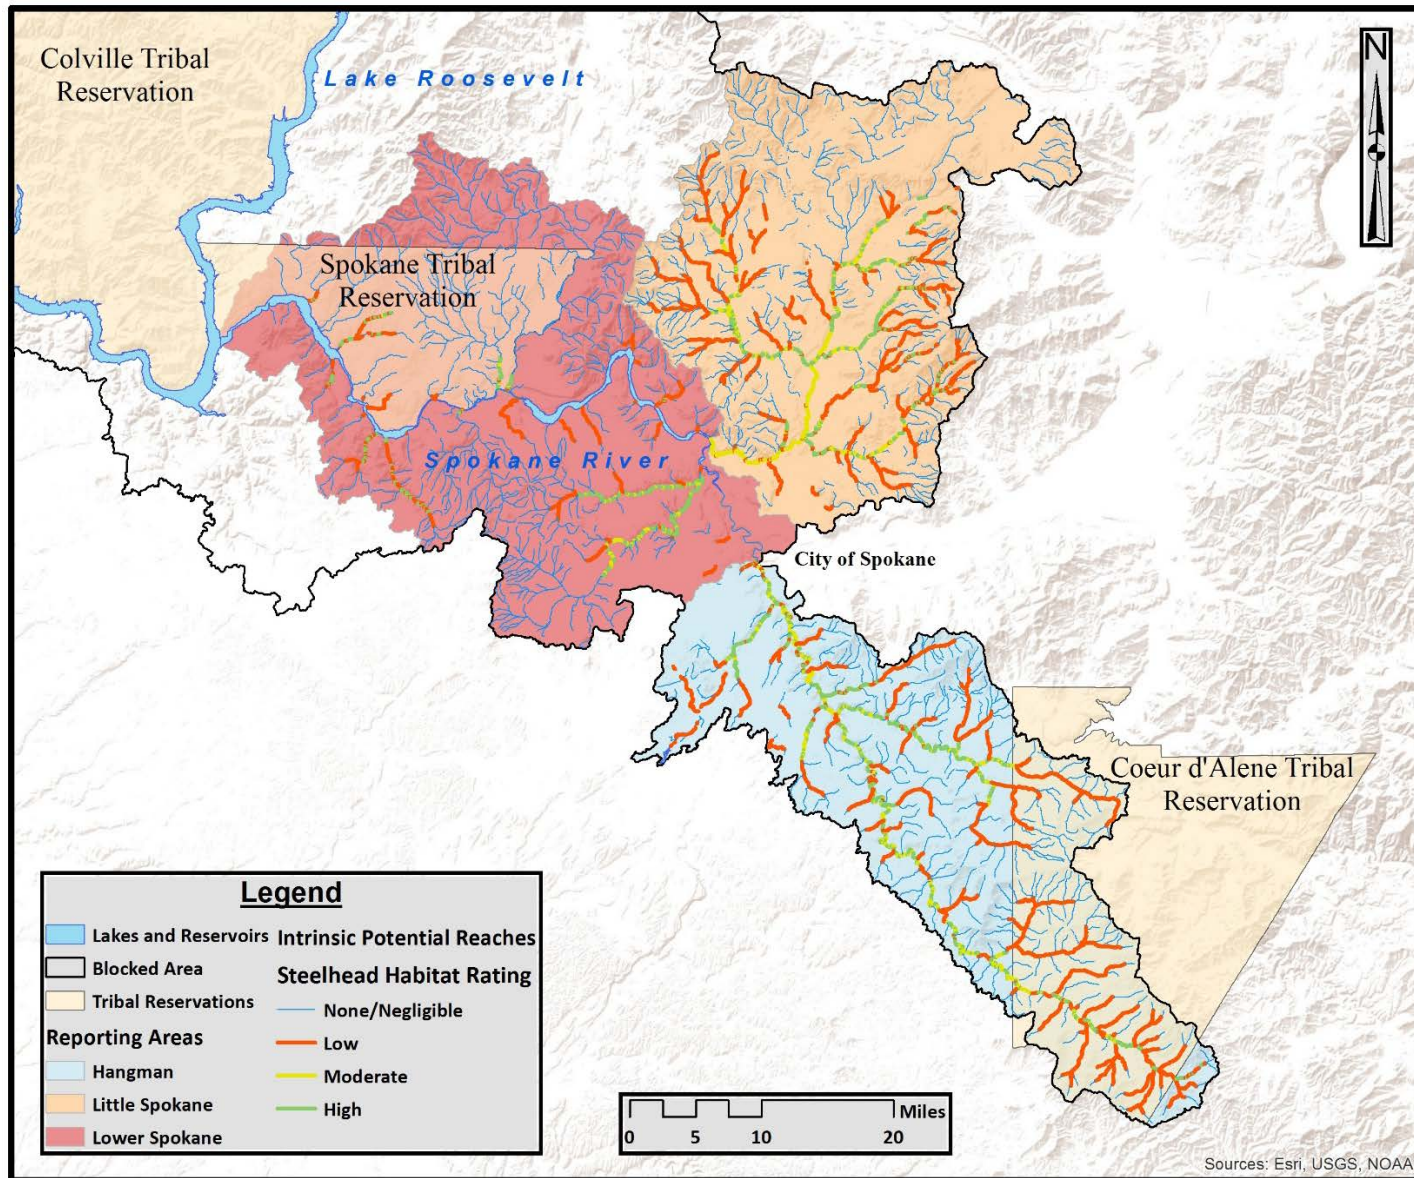 Colville Tribal
Reservation
Lake Roosevelt
N
Spokane Tribal
Reservation
Spokane River
City of Spokane
Coeur d'Alene Tribal
Reservation
Legend
Lakes and Reservoirs
Blocked Area
Tribal Reservations
Reporting Areas
Hangman
Little Spokane
Lower Spokane
Intrinsic Potential Reaches
Steelhead Habitat Rating
None/Negligible
Low
Moderate
High
Miles
0 5 10 20
Sources: Esri, USGS, NOAA